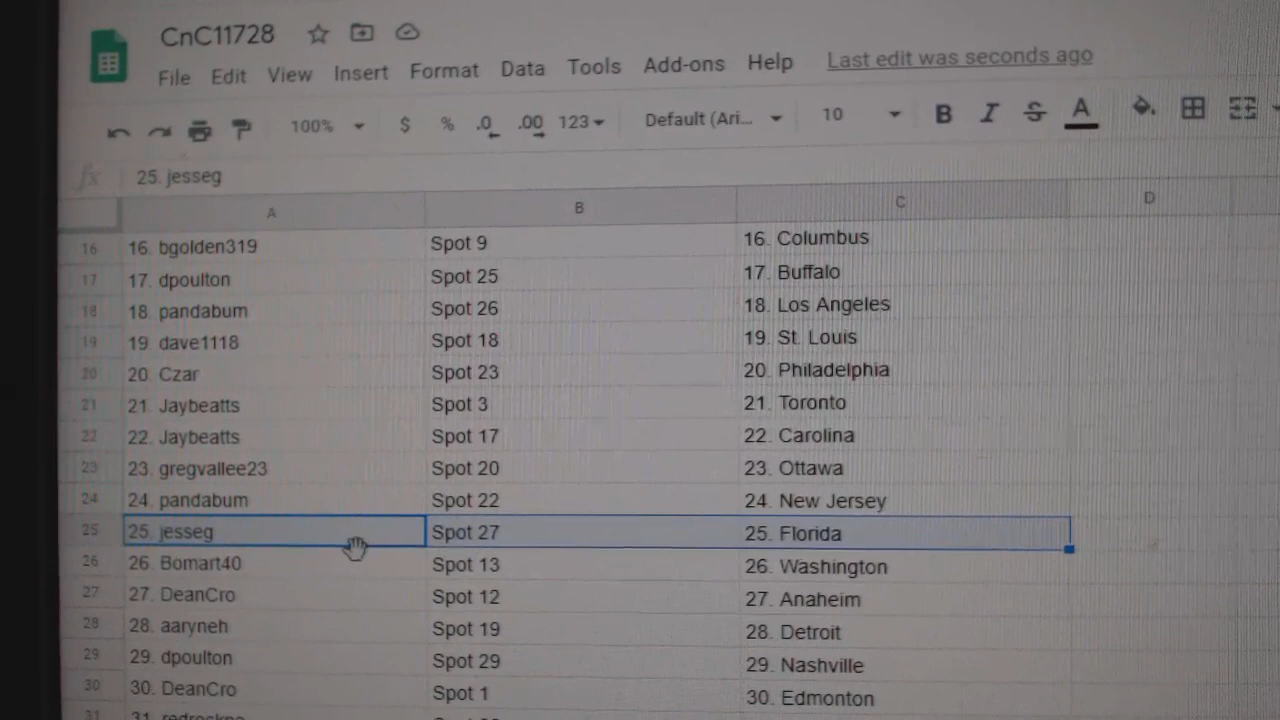 CnC11728
File Edit View Insert Format Data Tools Add-ons Help Last edit was seconds ago
100% $ % .0 .00 123 Default (Ari... 10 B I S A
fx 25. jesseg
A B C D
16 16. bgolden319 Spot 9 16. Columbus
17 17. dpoulton Spot 25 17. Buffalo
18 18. pandabum Spot 26 18. Los Angeles
19 19. dave1118 Spot 18 19. St. Louis
20 20. Czar Spot 23 20. Philadelphia
21 21. Jaybeatts Spot 3 21. Toronto
22 22. Jaybeatts Spot 17 22. Carolina
23 23. gregvallee23 Spot 20 23. Ottawa
24 24. pandabum Spot 22 24. New Jersey
25 25. jesseg Spot 27 25. Florida
26 26. Bomart40 Spot 13 26. Washington
27 27. DeanCro Spot 12 27. Anaheim
28 28. aaryneh Spot 19 28. Detroit
29 29. dpoulton Spot 29 29. Nashville
30 30. DeanCro Spot 1 30. Edmonton
31 31.